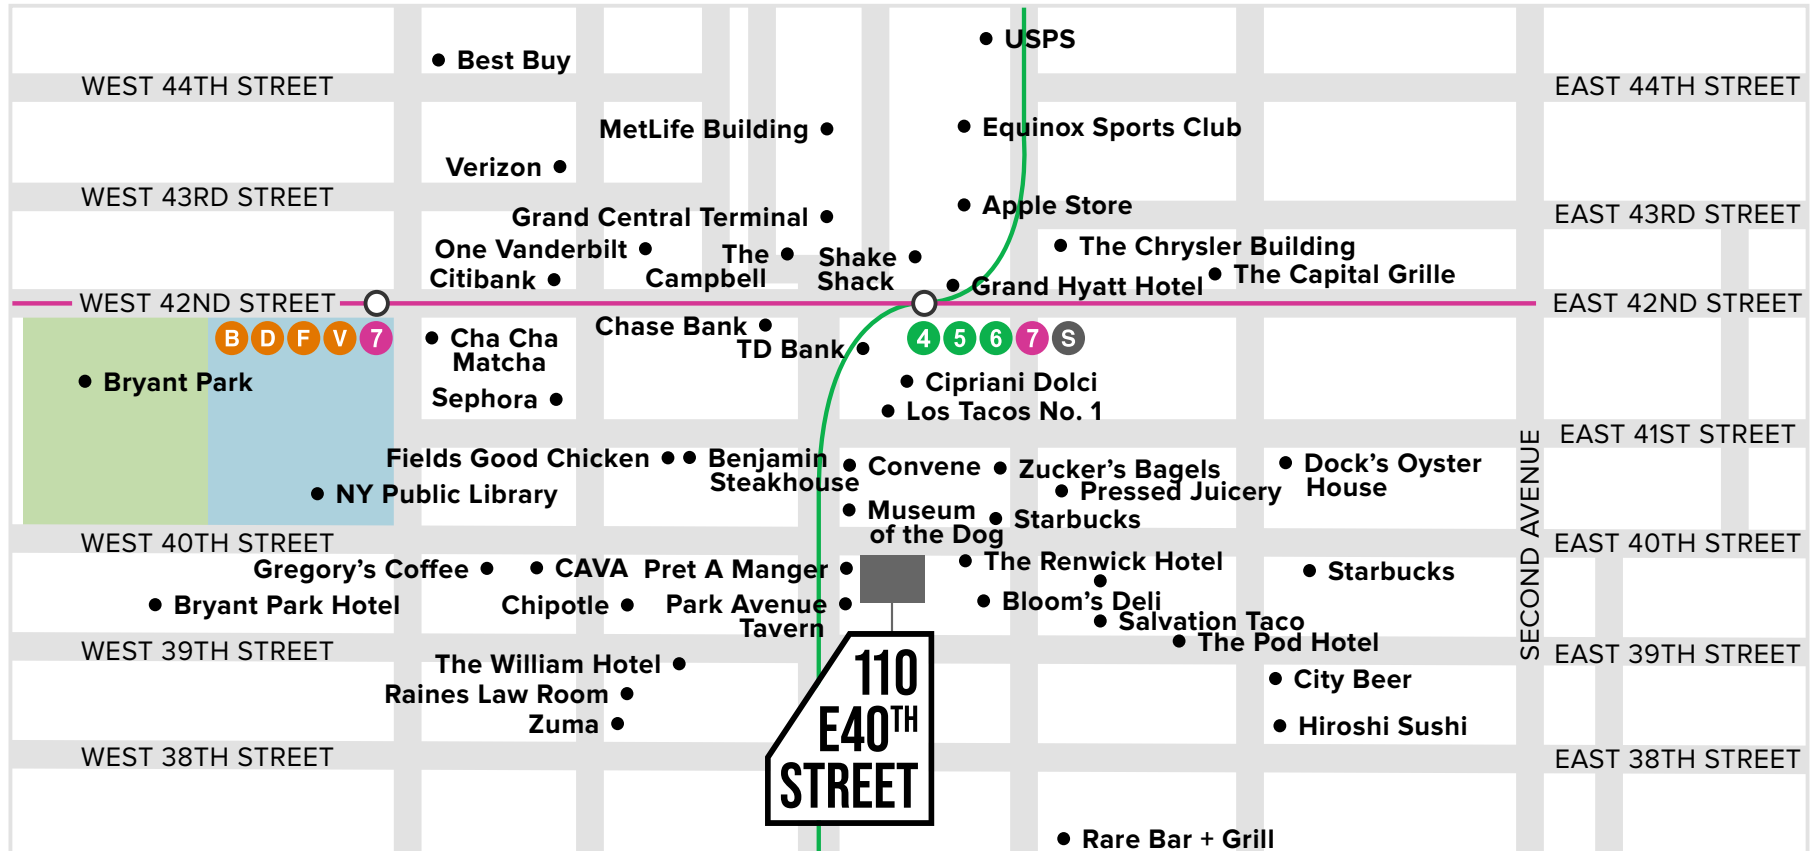 USPS
Best Buy
WEST 44TH STREET
EAST 44TH STREET
MetLife Building
Equinox Sports Club
Verizon
WEST 43RD STREET
Apple Store
EAST 43RD STREET
Grand Central Terminal
One Vanderbilt
The
Campbell
Shake
Shack
The Chrysler Building
Citibank
Grand Hyatt Hotel
The Capital Grille
WEST 42ND STREET
EAST 42ND STREET
B D F V 7
Cha Cha
Matcha
Chase Bank
TD Bank
4 5 6 7 S
Bryant Park
Sephora
Cipriani Dolci
Los Tacos No. 1
EAST 41ST STREET
Fields Good Chicken
Benjamin
Steakhouse
Convene
Zucker’s Bagels
Dock’s Oyster
House
NY Public Library
Pressed Juicery
Museum
of the Dog
Starbucks
SECOND AVENUE
WEST 40TH STREET
EAST 40TH STREET
Gregory’s Coffee
CAVA
Pret A Manger
The Renwick Hotel
Starbucks
Bryant Park Hotel
Chipotle
Park Avenue
Tavern
Bloom’s Deli
Salvation Taco
The Pod Hotel
WEST 39TH STREET
EAST 39TH STREET
The William Hotel
Raines Law Room
Zuma
110
E40TH
STREET
City Beer
Hiroshi Sushi
WEST 38TH STREET
EAST 38TH STREET
Rare Bar + Grill